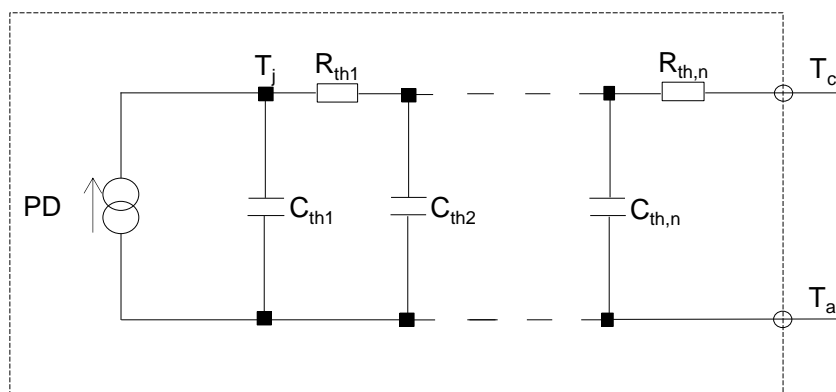 T_j
R_th1
R_th,n
T_c
PD
C_th1
C_th2
C_th,n
T_a